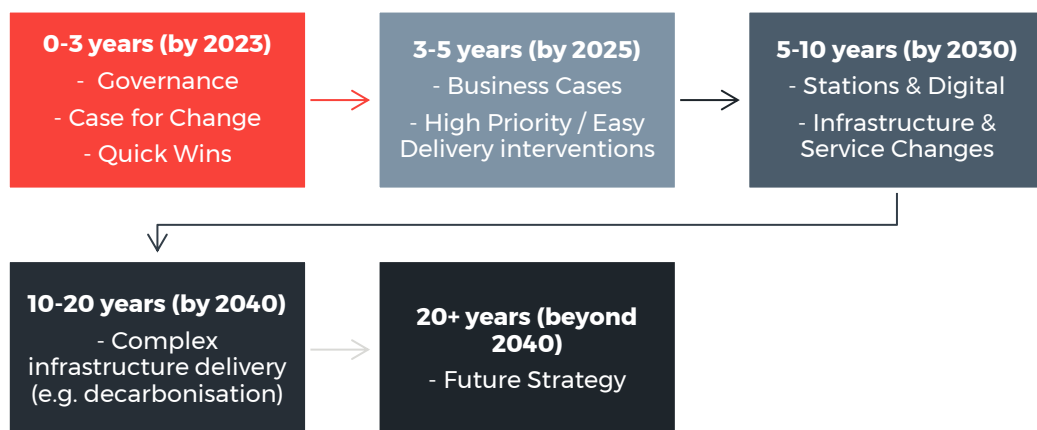 0-3 years (by 2023)
- Governance
- Case for Change
- Quick Wins
3-5 years (by 2025)
- Business Cases
- High Priority / Easy
Delivery interventions
5-10 years (by 2030)
- Stations & Digital
- Infrastructure &
Service Changes
10-20 years (by 2040)
- Complex
infrastructure delivery
(e.g. decarbonisation)
20+ years (beyond
2040)
- Future Strategy